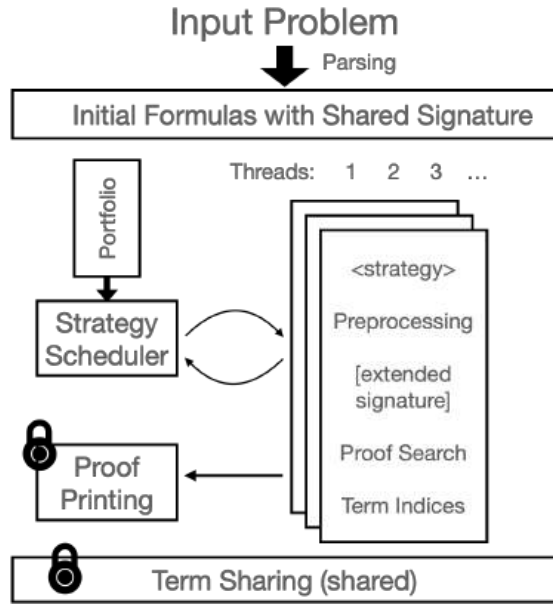 Input Problem
Parsing
Initial Formulas with Shared Signature
Threads: 1 2 3 ...
Portfolio
<strategy>
Strategy
Scheduler
Preprocessing
[extended
signature]
Proof
Printing
Proof Search
Term Indices
Term Sharing (shared)